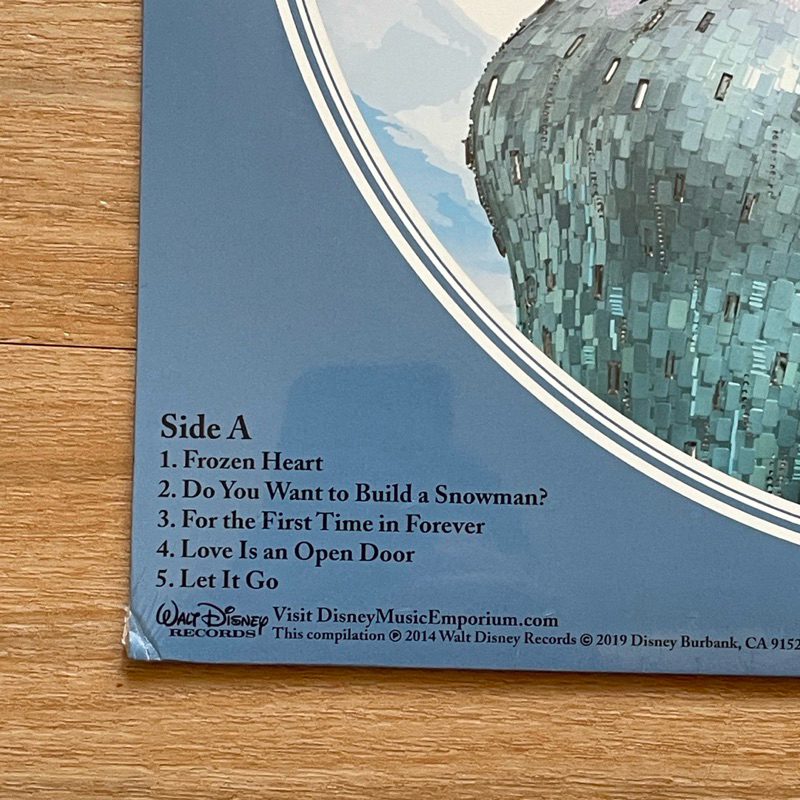 Side A
1. Frozen Heart
2. Do You Want to Build a Snowman?
3. For the First Time in Forever
4. Love Is an Open Door
5. Let It Go
WALT DISNEY RECORDS
Visit DisneyMusicEmporium.com
This compilation ℗ 2014 Walt Disney Records © 2019 Disney Burbank, CA 9152